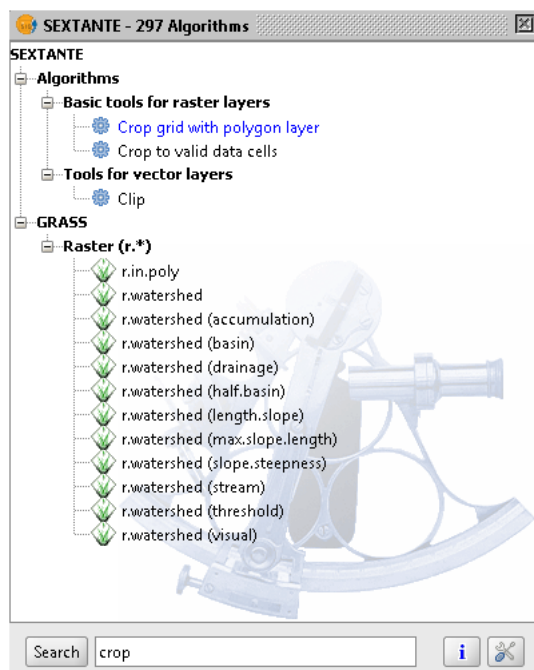 SEXTANTE - 297 Algorithms
SEXTANTE
Algorithms
Basic tools for raster layers
Crop grid with polygon layer
Crop to valid data cells
Tools for vector layers
Clip
GRASS
Raster (r.*)
r.in.poly
r.watershed
r.watershed (accumulation)
r.watershed (basin)
r.watershed (drainage)
r.watershed (half.basin)
r.watershed (length.slope)
r.watershed (max.slope.length)
r.watershed (slope.steepness)
r.watershed (stream)
r.watershed (threshold)
r.watershed (visual)
Search crop i